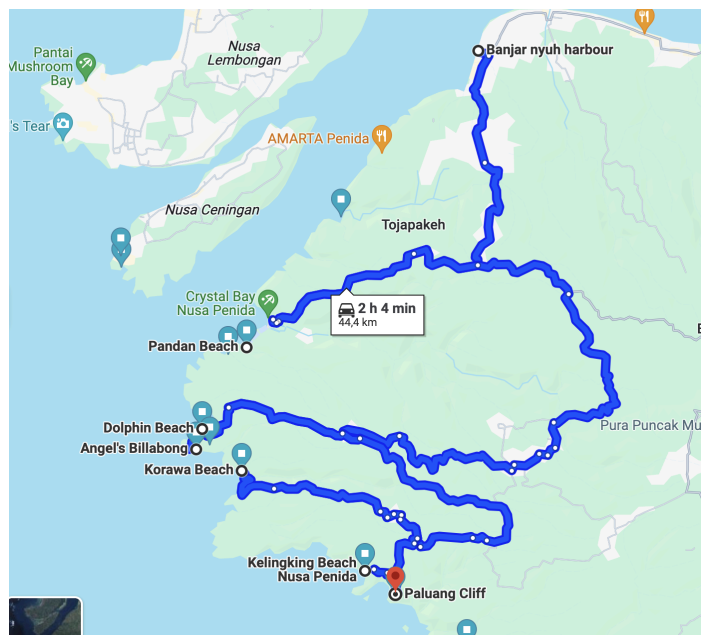 Banjar nyuh harbour
Nusa
Lembongan
Pantai
Mushroom
Bay
's Tear
AMARTA Penida
Nusa Ceningan
Tojapakeh
Crystal Bay
Nusa Penida
2 h 4 min
44,4 km
Pandan Beach
Dolphin Beach
Pura Puncak Mu
Angel's Billabong
Korawa Beach
Kelingking Beach
Nusa Penida
Paluang Cliff